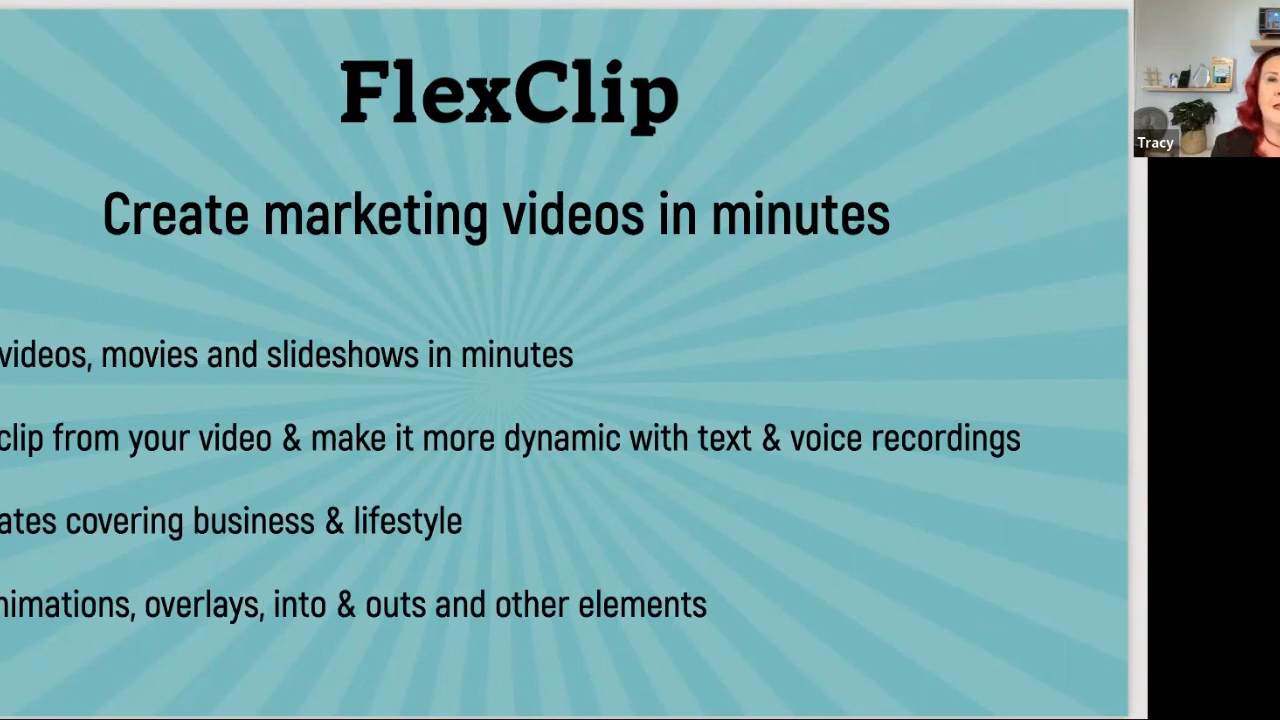 FlexClip
Create marketing videos in minutes
Tracy
videos, movies and slideshows in minutes
clip from your video & make it more dynamic with text & voice recordings
ates covering business & lifestyle
nimations, overlays, into & outs and other elements